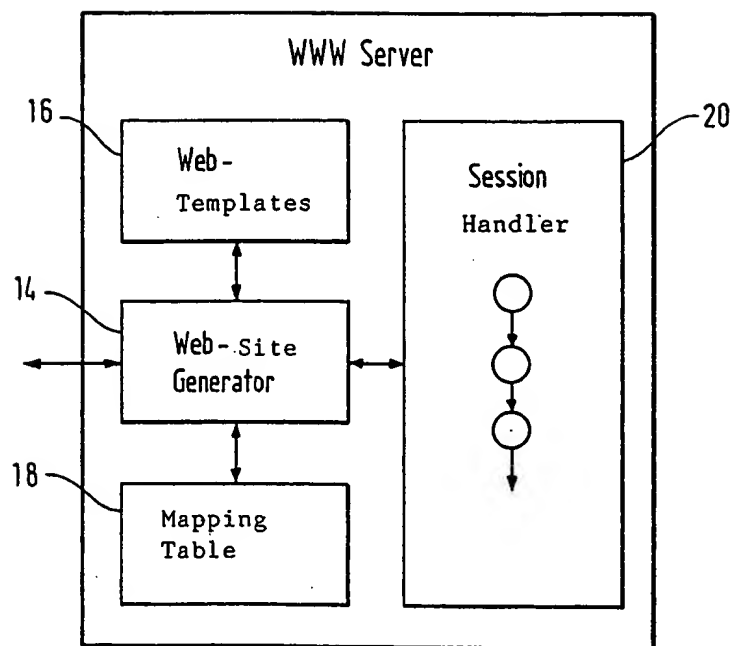 WWW Server
16
Web-
Templates
20
Session
Handler
14
Web-Site
Generator
18
Mapping
Table